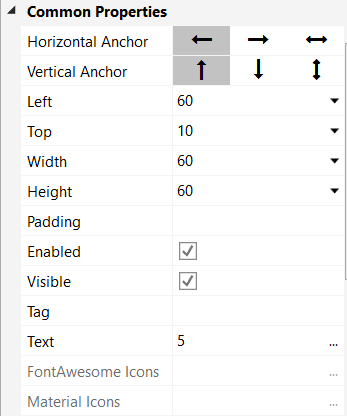 Common Properties
Horizontal Anchor
Vertical Anchor
Left 60
Top 10
Width 60
Height 60
Padding
Enabled
Visible
Tag
Text 5 ...
FontAwesome Icons ...
Material Icons ...